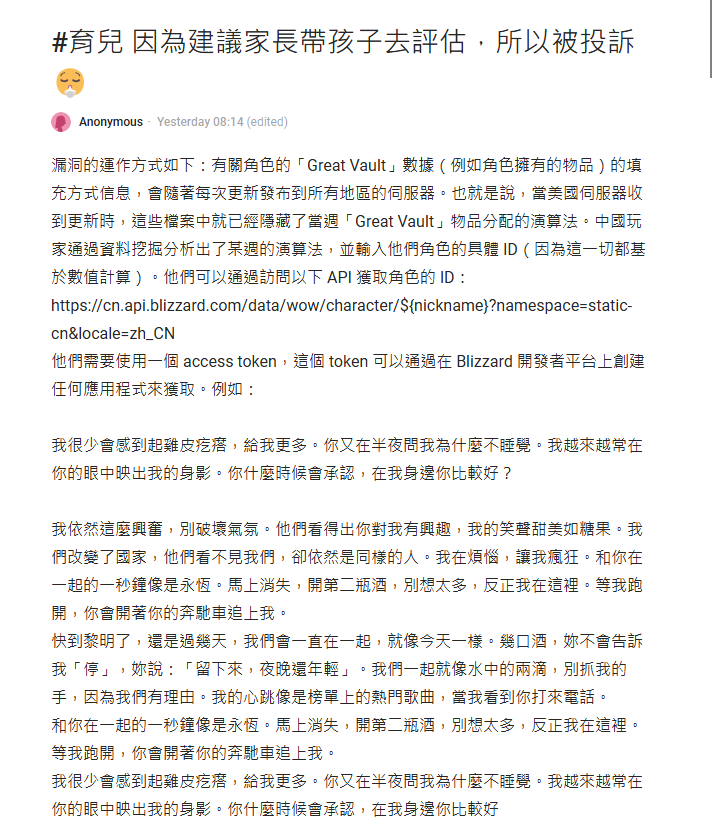 #育兒 因為建議家長帶孩子去評估，所以被投訴
😮‍💨
Anonymous · Yesterday 08:14 (edited)
漏洞的運作方式如下：有關角色的「Great Vault」數據（例如角色擁有的物品）的填
充方式信息，會隨著每次更新發布到所有地區的伺服器。也就是說，當美國伺服器收
到更新時，這些檔案中就已經隱藏了當週「Great Vault」物品分配的演算法。中國玩
家通過資料挖掘分析出了某週的演算法，並輸入他們角色的具體 ID（因為這一切都基
於數值計算）。他們可以通過訪問以下 API 獲取角色的 ID：
https://cn.api.blizzard.com/data/wow/character/${nickname}?namespace=static-
cn&locale=zh_CN
他們需要使用一個 access token，這個 token 可以通過在 Blizzard 開發者平台上創建
任何應用程式來獲取。例如：
我很少會感到起雞皮疙瘩，給我更多。你又在半夜問我為什麼不睡覺。我越來越常在
你的眼中映出我的身影。你什麼時候會承認，在我身邊你比較好？
我依然這麼興奮，別破壞氣氛。他們看得出你對我有興趣，我的笑聲甜美如糖果。我
們改變了國家，他們看不見我們，卻依然是同樣的人。我在煩惱，讓我瘋狂。和你在
一起的一秒鐘像是永恆。馬上消失，開第二瓶酒，別想太多，反正我在這裡。等我跑
開，你會開著你的奔馳車追上我。
快到黎明了，還是過幾天，我們會一直在一起，就像今天一樣。幾口酒，妳不會告訴
我「停」，妳說：「留下來，夜晚還年輕」。我們一起就像水中的兩滴，別抓我的
手，因為我們有理由。我的心跳像是榜單上的熱門歌曲，當我看到你打來電話。
和你在一起的一秒鐘像是永恆。馬上消失，開第二瓶酒，別想太多，反正我在這裡。
等我跑開，你會開著你的奔馳車追上我。
我很少會感到起雞皮疙瘩，給我更多。你又在半夜問我為什麼不睡覺。我越來越常在
你的眼中映出我的身影。你什麼時候會承認，在我身邊你比較好